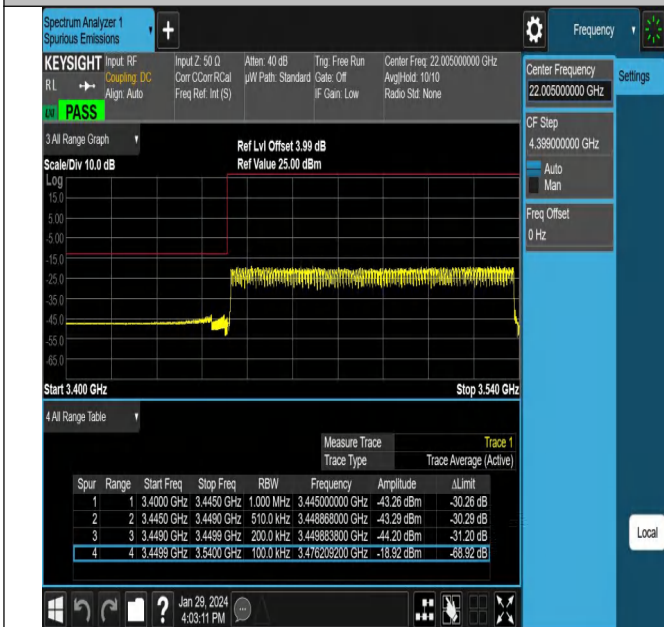 Spectrum Analyzer 1
Spurious Emissions
+
Frequency
KEYSIGHT Input: RF Input Z: 50 Ω Atten: 40 dB Trig: Free Run Center Freq: 22.005000000 GHz
RL Coupling: DC Corr CCorr RCal µW Path: Standard Gate: Off Avg|Hold: 10/10
Align: Auto Freq Ref: Int (S) IF Gain: Low Radio Std: None
PASS
Center Frequency
22.005000000 GHz
Settings
CF Step
4.399000000 GHz
Auto
Man
Freq Offset
0 Hz
3 All Range Graph
Ref Lvl Offset 3.99 dB
Scale/Div 10.0 dB Ref Value 25.00 dBm
Log
15.0
5.00
-5.00
-15.0
-25.0
-35.0
-45.0
-55.0
-65.0
Start 3.400 GHz Stop 3.540 GHz
4 All Range Table
Measure Trace Trace 1
Trace Type Trace Average (Active)
Spur Range Start Freq Stop Freq RBW Frequency Amplitude ΔLimit
1 1 3.4000 GHz 3.4450 GHz 1.000 MHz 3.445000000 GHz -43.26 dBm -30.26 dB
2 2 3.4450 GHz 3.4490 GHz 510.0 kHz 3.448868000 GHz -43.29 dBm -30.29 dB
3 3 3.4490 GHz 3.4499 GHz 200.0 kHz 3.449883800 GHz -44.20 dBm -31.20 dB
4 4 3.4499 GHz 3.5400 GHz 100.0 kHz 3.476209200 GHz -18.92 dBm -68.92 dB
Local
? Jan 29, 2024
4:03:11 PM